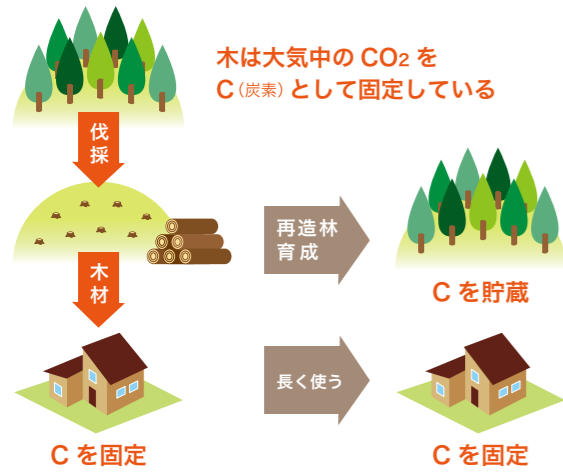 木は大気中の CO2 を
C（炭素）として固定している
伐採
再造林
育成
木材
C を貯蔵
長く使う
C を固定
C を固定